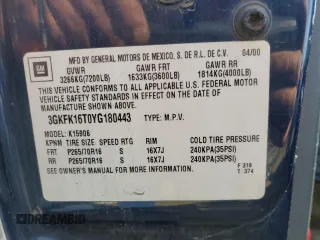 GM
MFD BY GENERAL MOTORS DE MEXICO, S. DE R.L. DE C.V. 04/00
GVWR GAWR FRT GAWR RR
3266KG(7200LB) 1633KG(3600LB) 1814KG(4000LB)
THIS VEHICLE CONFORMS TO ALL APPLICABLE U.S. FEDERAL MOTOR
VEHICLE SAFETY STANDARDS IN EFFECT ON THE DATE OF
MANUFACTURE SHOWN ABOVE.
3GKFK16T0YG180443 TYPE: M.P.V.
MODEL: K15906
KPNM TIRE SIZE SPEED RTG RIM COLD TIRE PRESSURE
FRT P265/70R16 S 16X7J 240KPA(35PSI)
RR P265/70R16 S 16X7J 240KPA(35PSI)
SEE OWNER'S MANUAL FOR MORE INFORMATION.
F 319
T 374